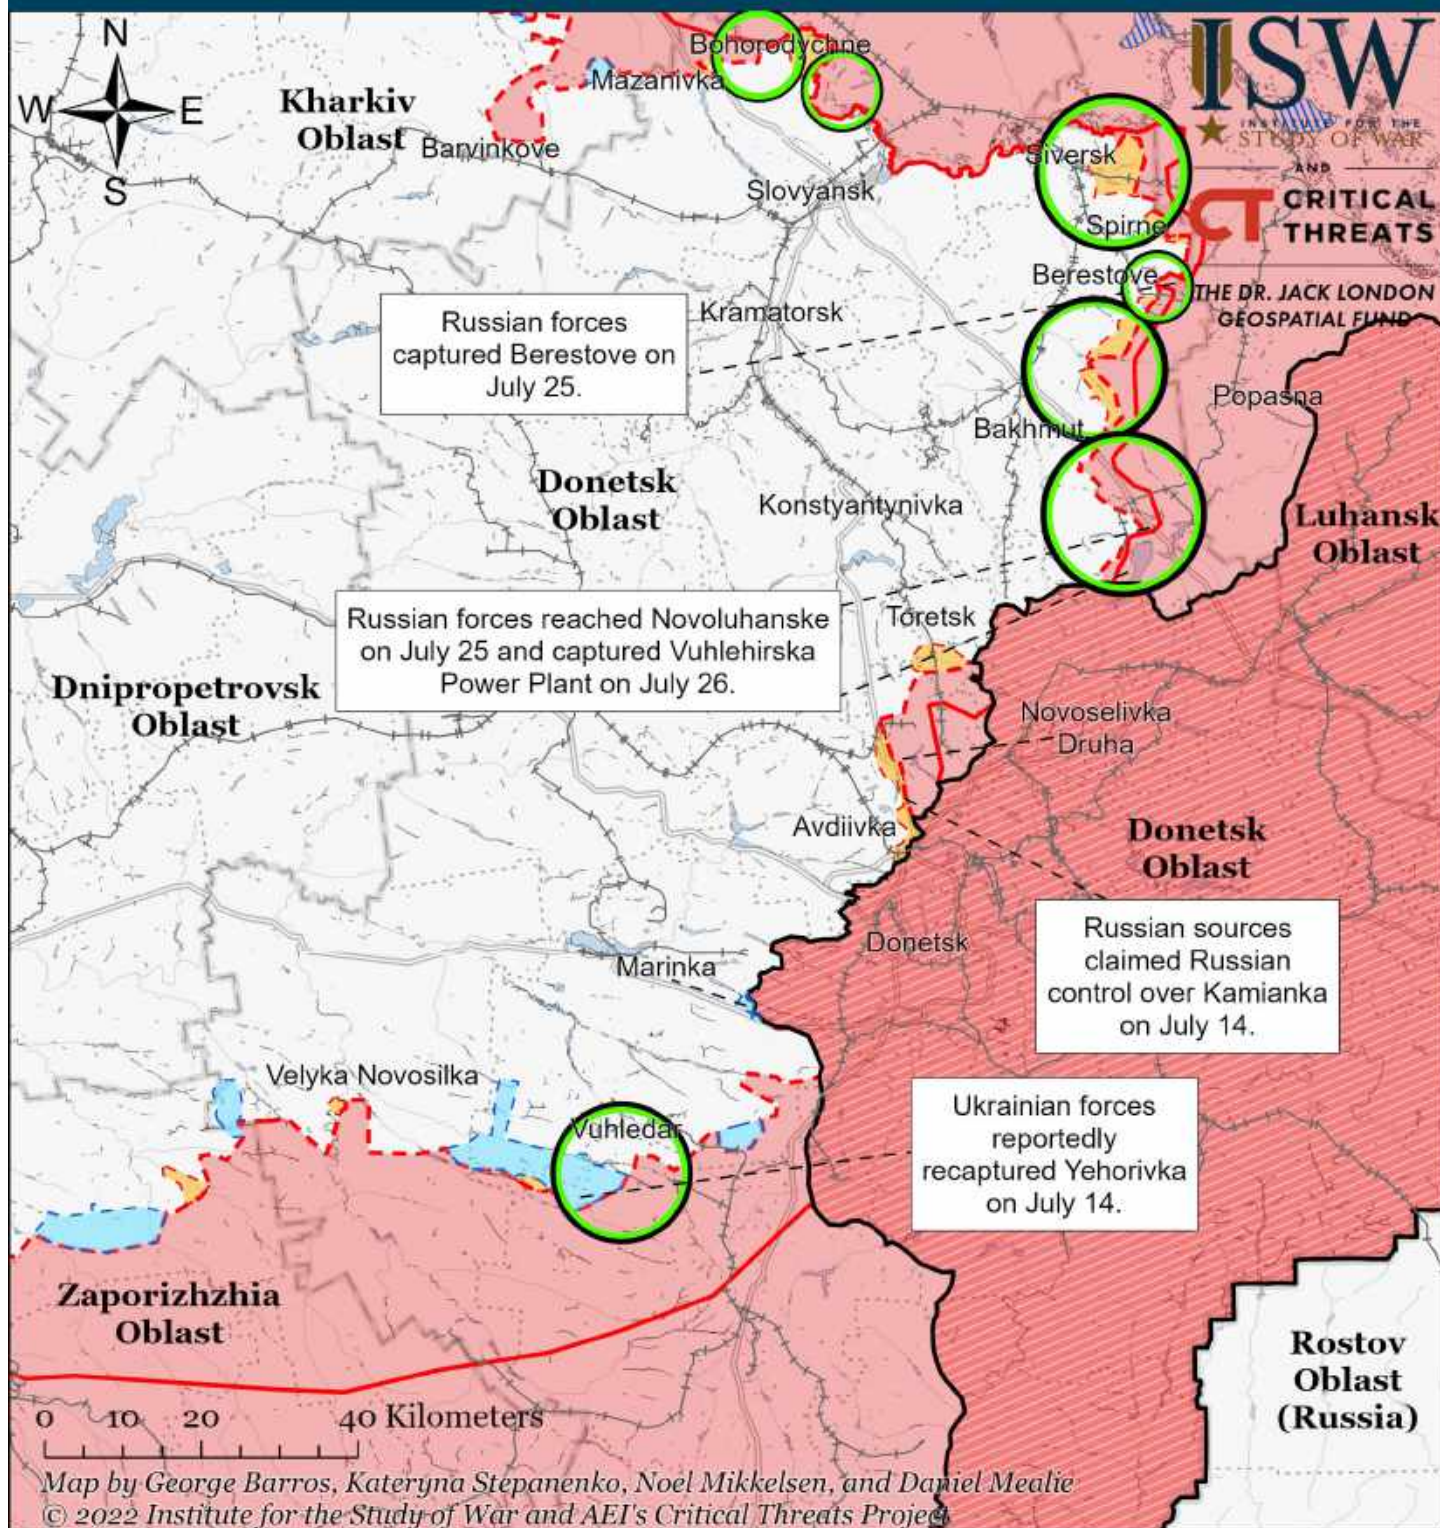 N
W
E
S
Kharkiv
Oblast
Bohorodychne
Mazanivka
Barvinkove
Slovyansk
Siversk
Spirne
Berestove
ISW
INSTITUTE FOR THE
STUDY OF WAR
AND
CT CRITICAL
THREATS
THE DR. JACK LONDON
GEOSPATIAL FUND
Russian forces
captured Berestove on
July 25.
Kramatorsk
Popasna
Bakhmut
Donetsk
Oblast
Konstyantynivka
Luhansk
Oblast
Russian forces reached Novoluhanske
on July 25 and captured Vuhlehirska
Power Plant on July 26.
Toretsk
Dnipropetrovsk
Oblast
Novoselivka
Druha
Avdiivka
Donetsk
Oblast
Donetsk
Marinka
Russian sources
claimed Russian
control over Kamianka
on July 14.
Velyka Novosilka
Vuhledar
Ukrainian forces
reportedly
recaptured Yehorivka
on July 14.
Zaporizhzhia
Oblast
Rostov
Oblast
(Russia)
0 10 20 40 Kilometers
Map by George Barros, Kateryna Stepanenko, Noel Mikkelsen, and Daniel Mealie
© 2022 Institute for the Study of War and AEI's Critical Threats Project